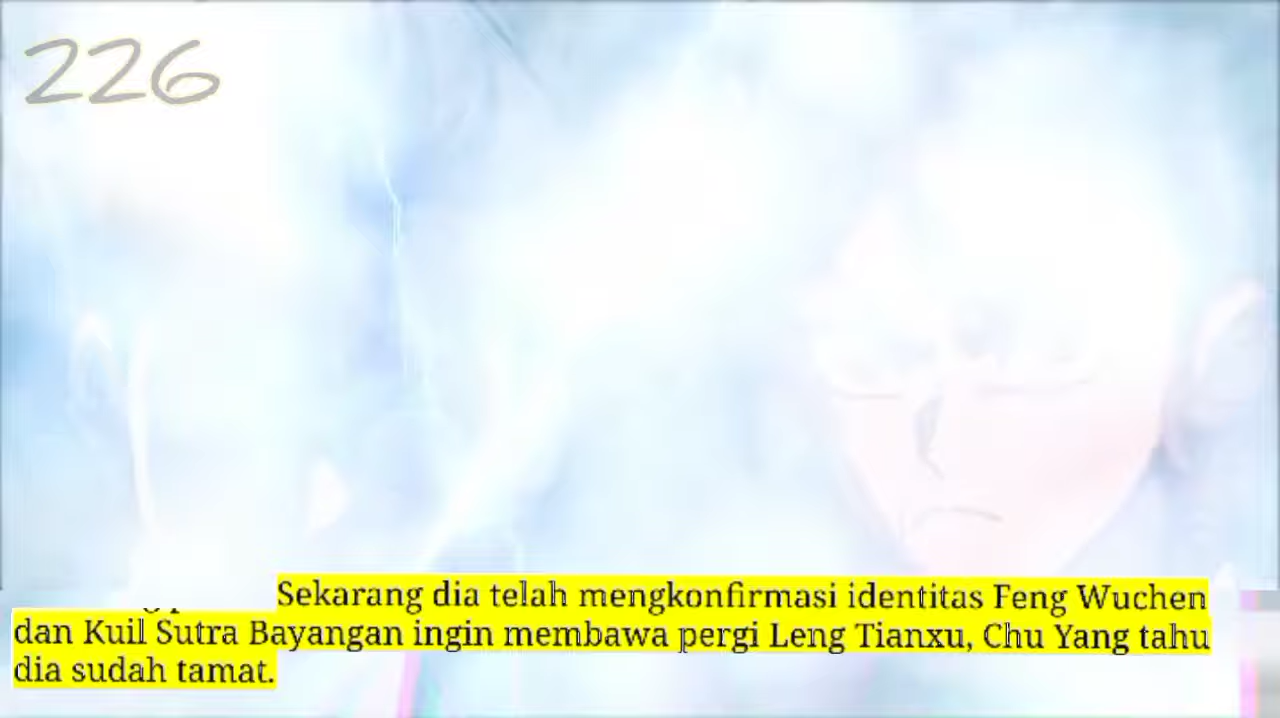 226
Sekarang dia telah mengkonfirmasi identitas Feng Wuchen
dan Kuil Sutra Bayangan ingin membawa pergi Leng Tianxu, Chu Yang tahu
dia sudah tamat.